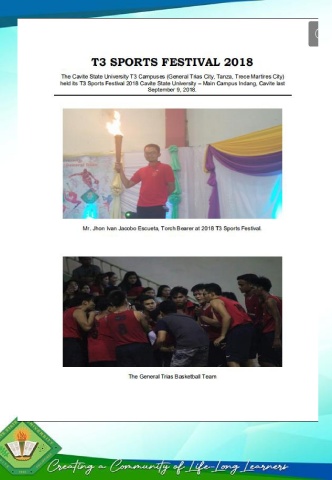 T3 SPORTS FESTIVAL 2018
The Cavite State University T3 Campuses (General Trias City, Tanza, Trece Martires City)
held its T3 Sports Festival 2018 Cavite State University – Main Campus Indang, Cavite last
September 9, 2018.
Mr. Jhon Ivan Jacobo Escueta, Torch Bearer at 2018 T3 Sports Festival.
The General Trias Basketball Team
Creating a Community of Life-Long Learners